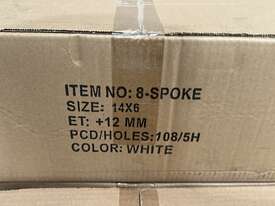 ITEM NO: 8-SPOKE
SIZE: 14X6
ET: +12 MM
PCD/HOLES:108/5H
COLOR: WHITE